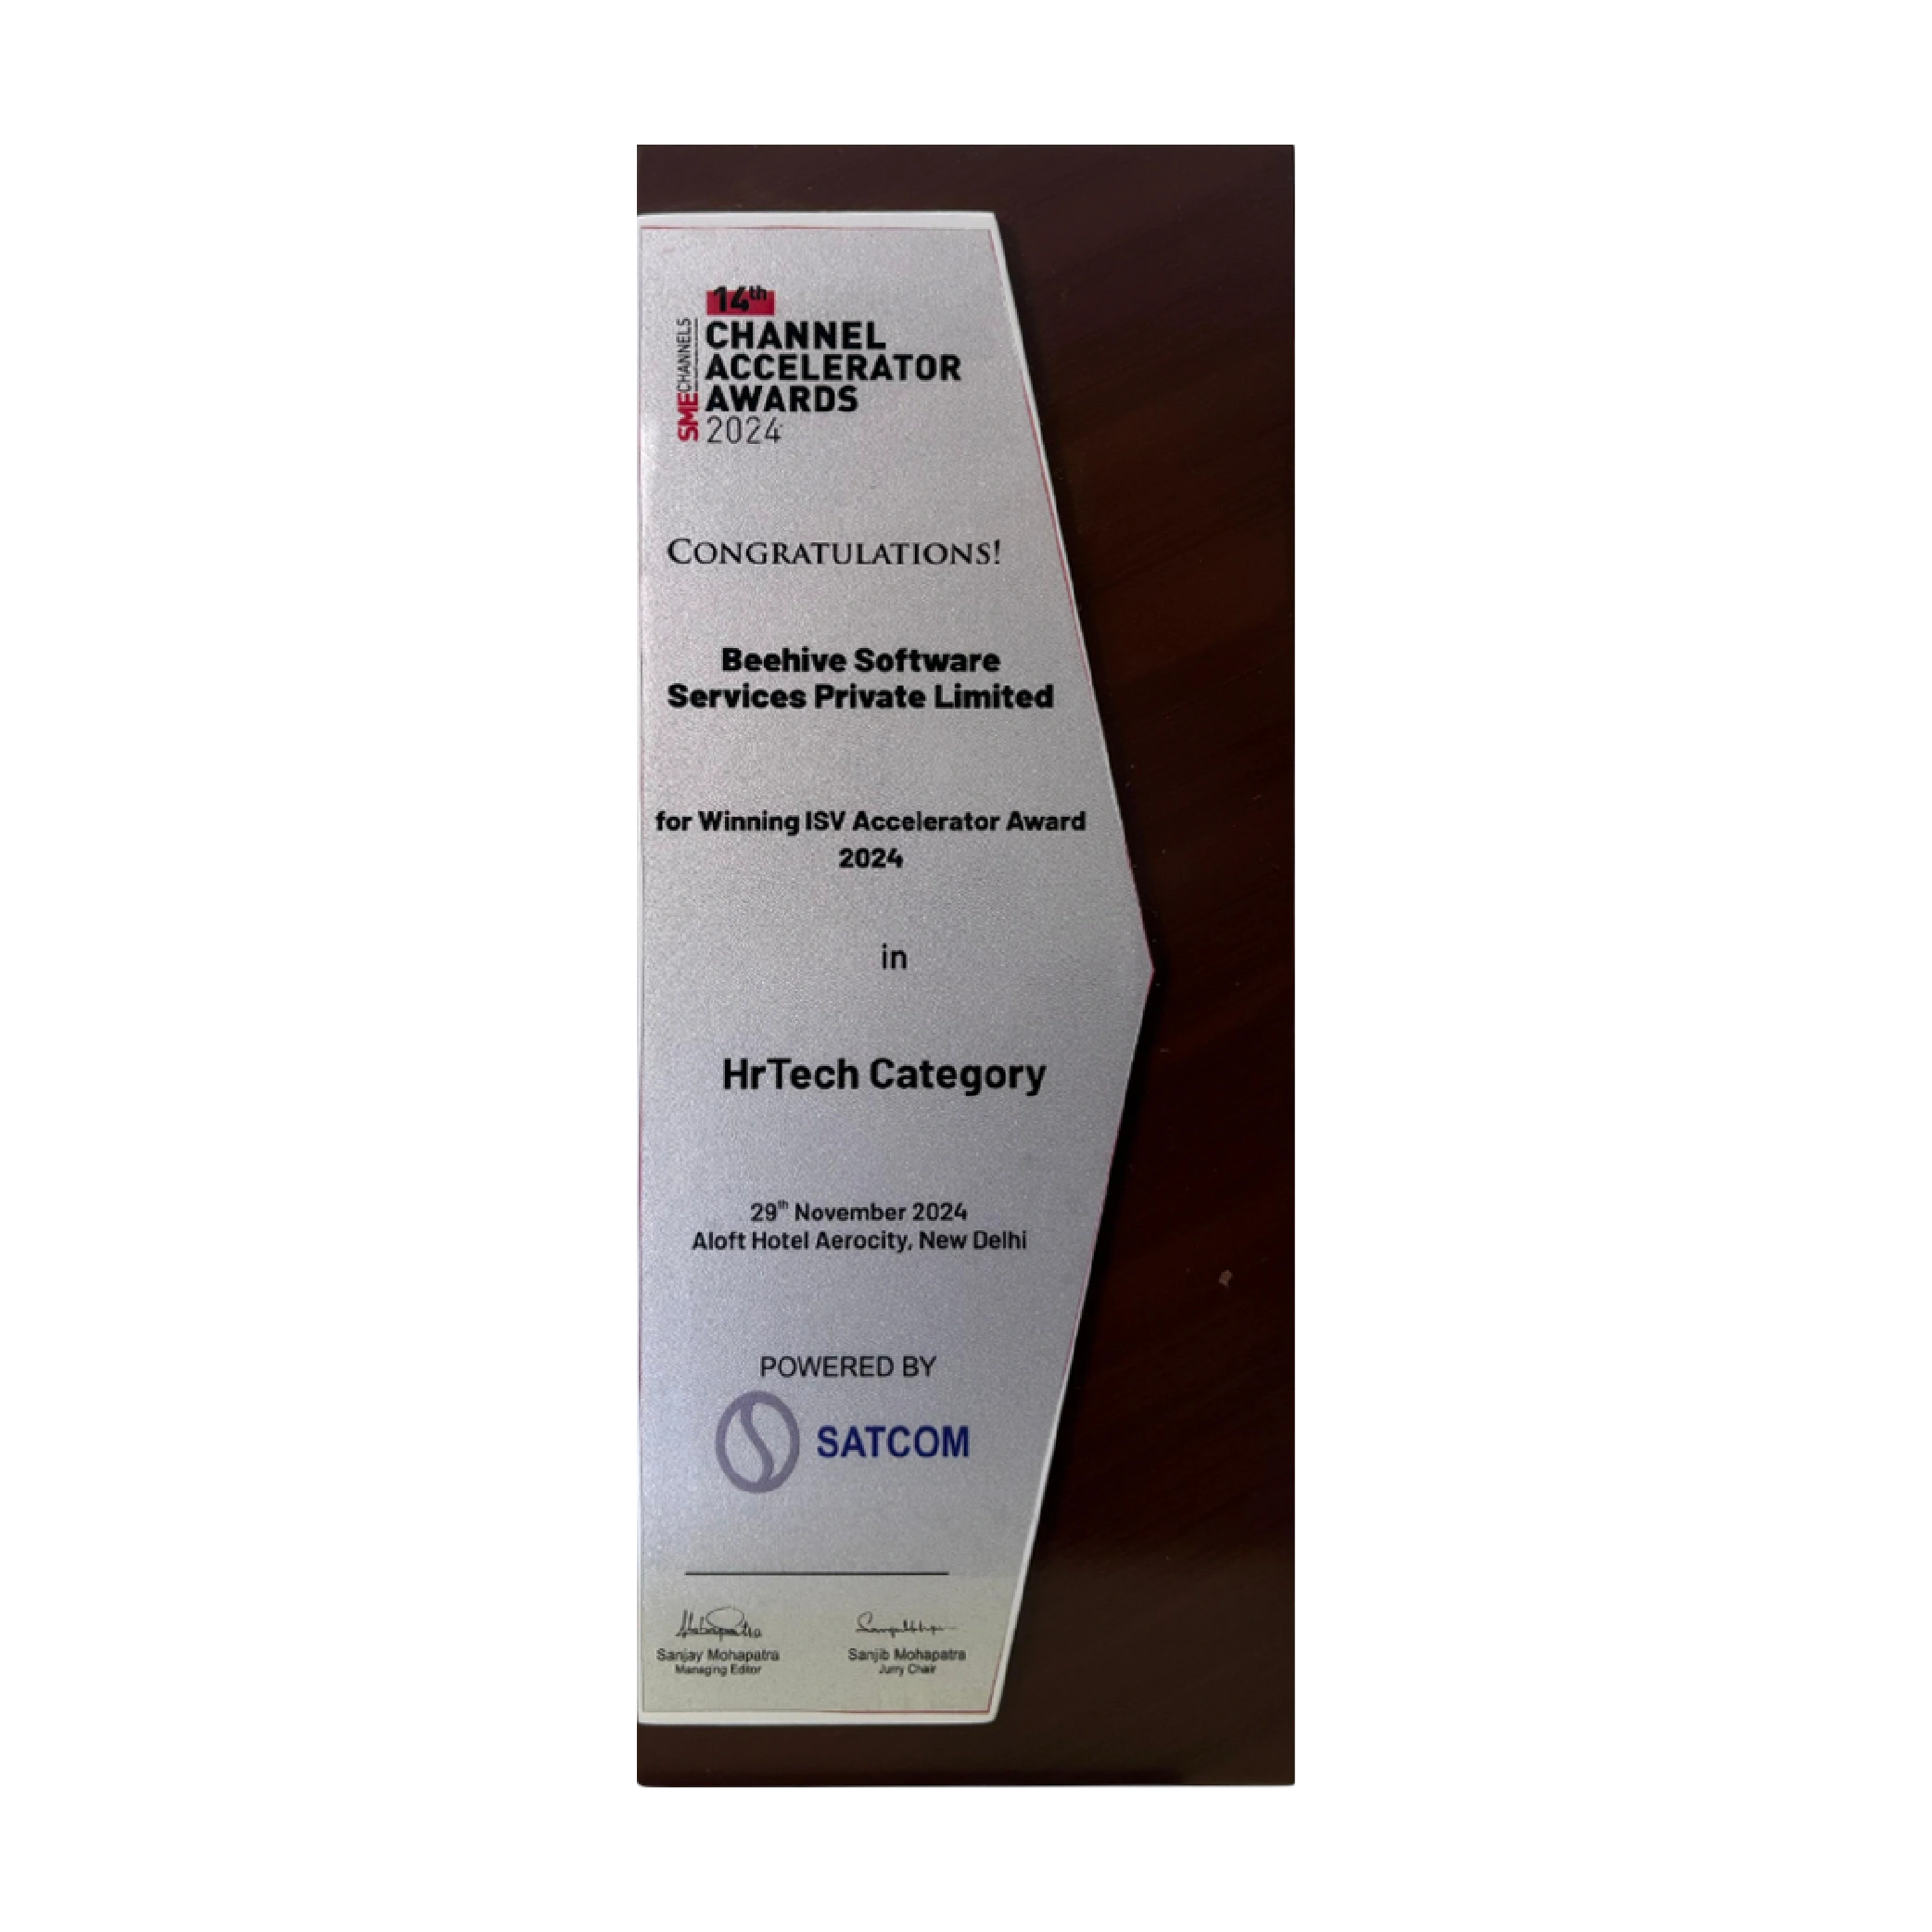 14th
SMECHANNELS
CHANNEL
ACCELERATOR
AWARDS
2024
CONGRATULATIONS!
Beehive Software
Services Private Limited
for Winning ISV Accelerator Award
2024
in
HrTech Category
29th November 2024
Aloft Hotel Aerocity, New Delhi
POWERED BY
SATCOM
Sanjay Mohapatra
Managing Editor
Sanjib Mohapatra
Jurry Chair